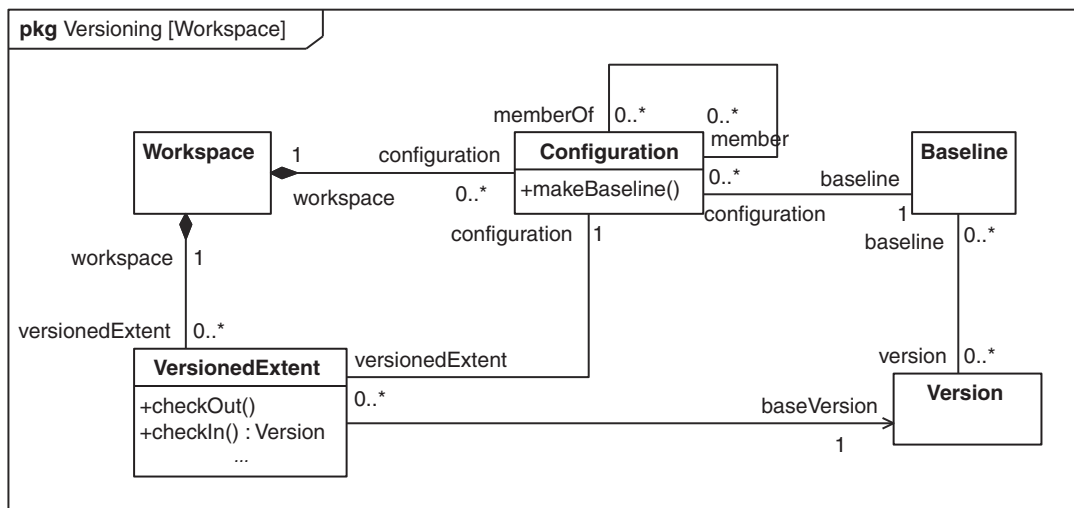 pkg Versioning [Workspace]
memberOf
0..*
0..*
member
Workspace
1
configuration
workspace
0..*
Configuration
+makeBaseline()
0..*
configuration
baseline
1
Baseline
workspace
1
configuration
1
baseline
0..*
versionedExtent
0..*
versionedExtent
0..*
version
0..*
VersionedExtent
+checkOut()
+checkIn() : Version
...
baseVersion
1
Version